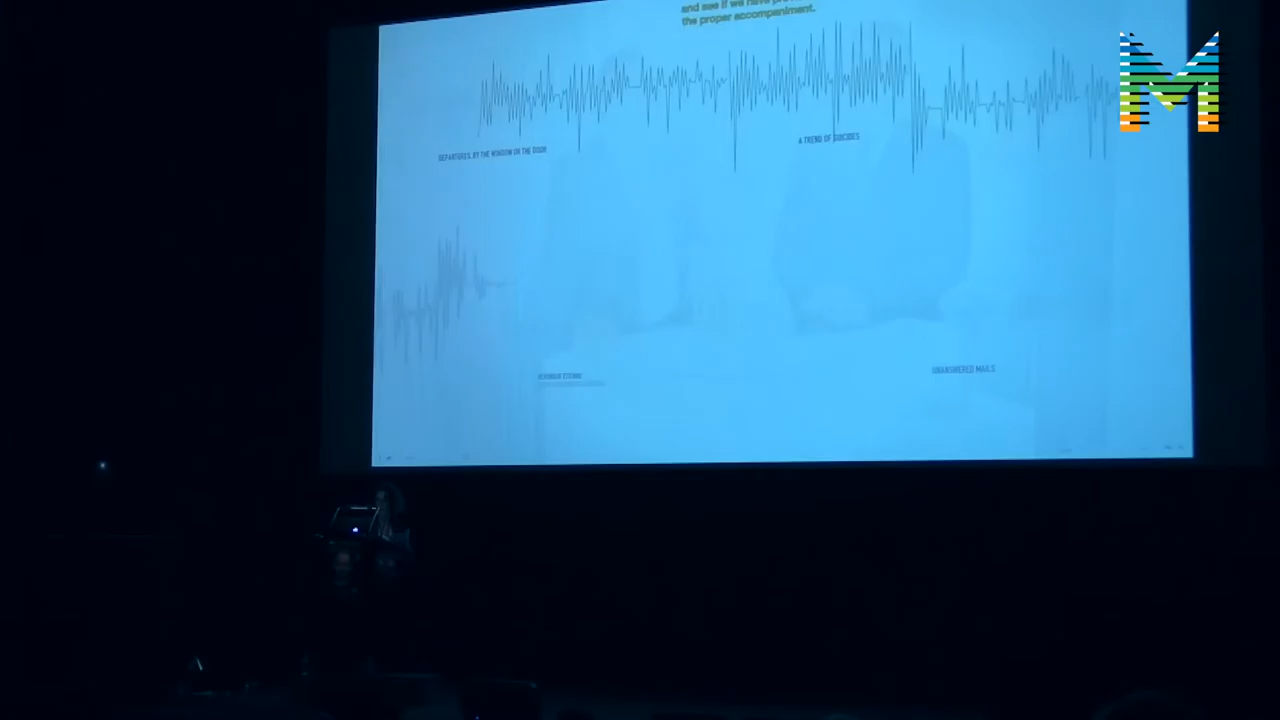 and see if we have
the proper accompaniment.
A TREND OF SUICIDES
DEPARTURES, BY THE WINDOW OR THE DOOR
UNANSWERED MAILS
M